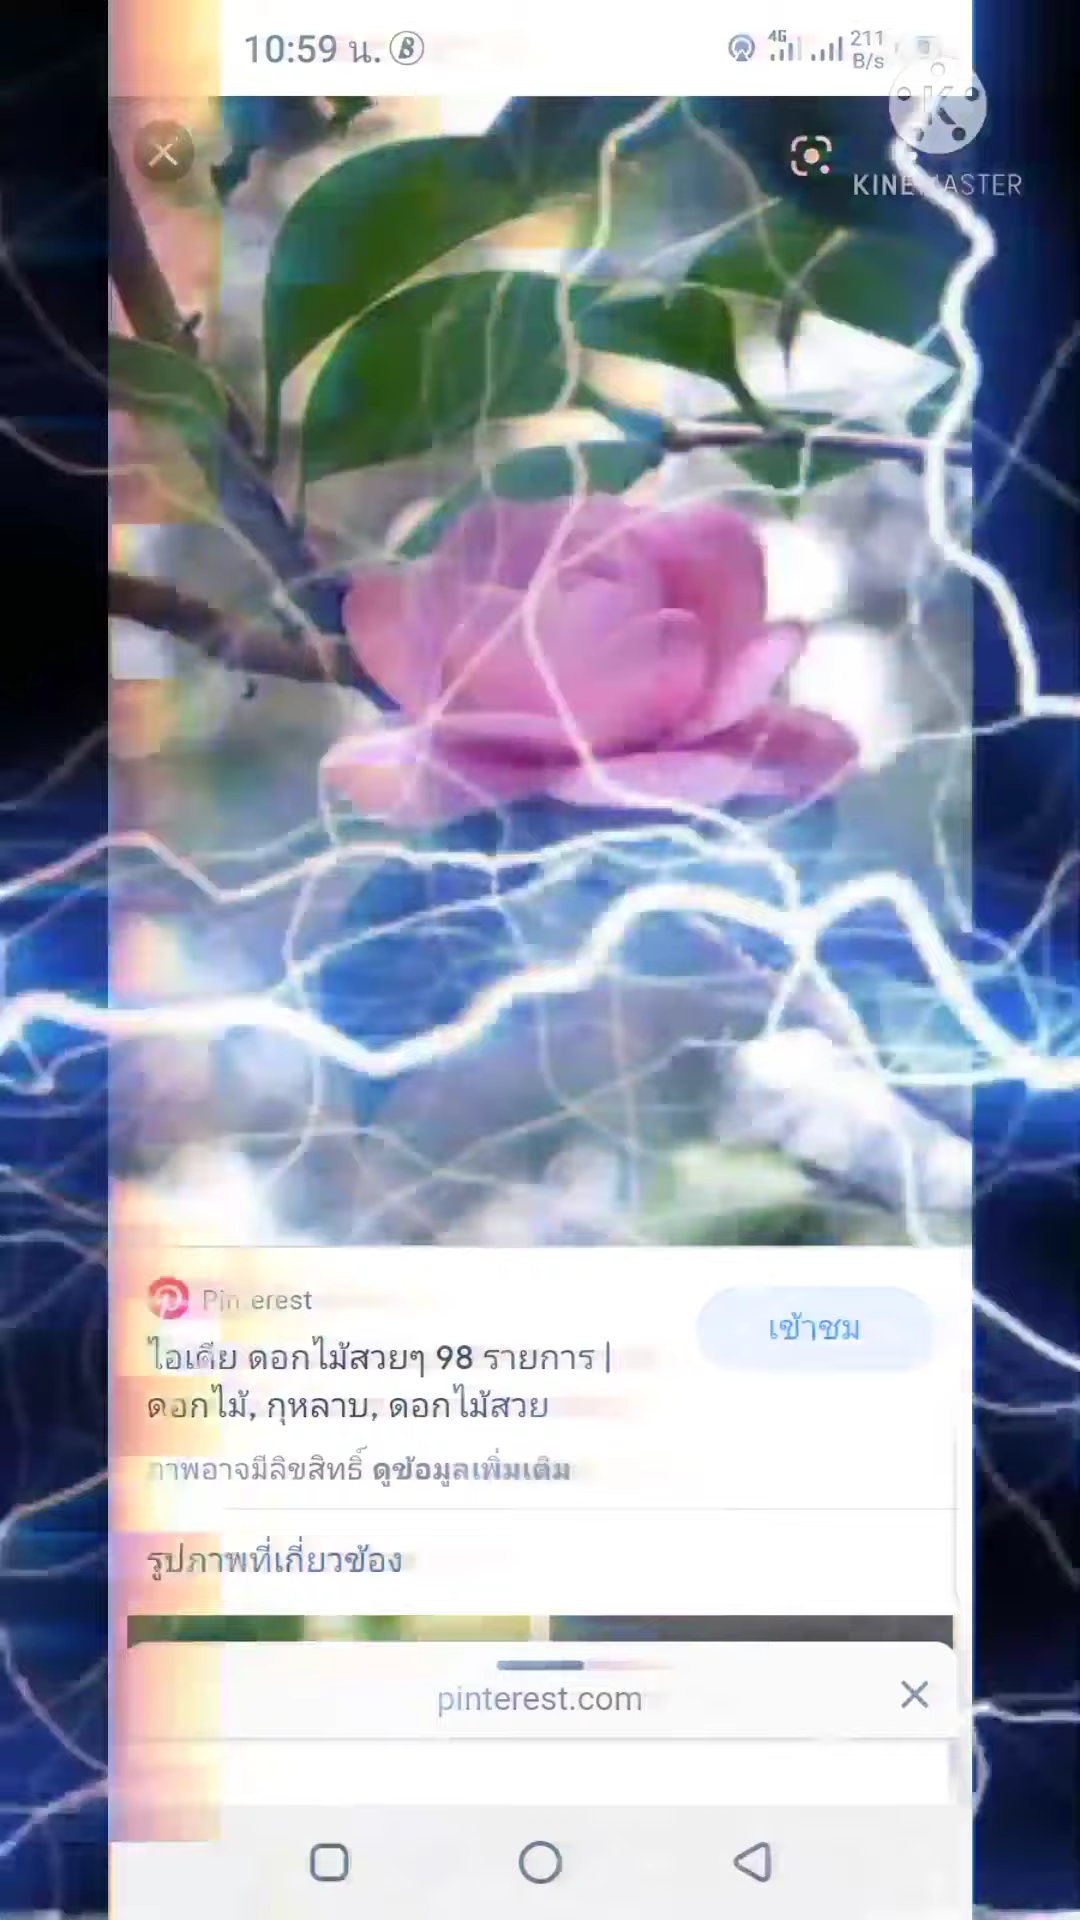 10:59 น.
4G 211 B/s
KINEMASTER
Pinterest
ไอเดีย ดอกไม้สวยๆ 98 รายการ |
ดอกไม้, กุหลาบ, ดอกไม้สวย
เข้าชม
ภาพอาจมีลิขสิทธิ์ ดูข้อมูลเพิ่มเติม
รูปภาพที่เกี่ยวข้อง
pinterest.com